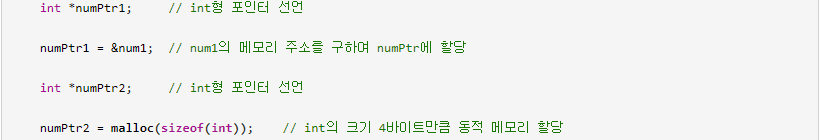 int *numPtr1;     // int형 포인터 선언
numPtr1 = &num1;  // num1의 메모리 주소를 구하여 numPtr에 할당
int *numPtr2;     // int형 포인터 선언
numPtr2 = malloc(sizeof(int));    // int의 크기 4바이트만큼 동적 메모리 할당